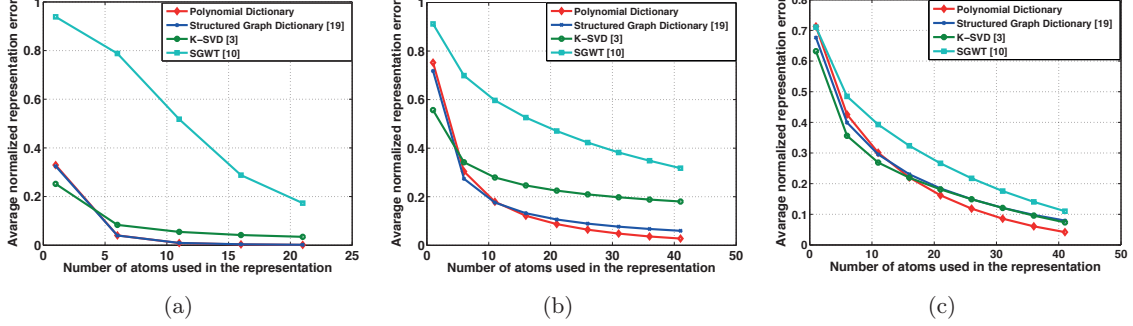 Avarage normalized representation error
1
0.8
0.6
0.4
0.2
0
0 5 10 15 20 25
Number of atoms used in the representation
Polynomial Dictionary
Structured Graph Dictionary [19]
K−SVD [3]
SGWT [10]
(a)
Avarage normalized representation error
1
0.8
0.6
0.4
0.2
0
0 10 20 30 40 50
Number of atoms used in the representation
Polynomial Dictionary
Structured Graph Dictionary [19]
K−SVD [3]
SGWT [10]
(b)
Avarage normalized representation error
0.8
0.7
0.6
0.5
0.4
0.3
0.2
0.1
0
0 10 20 30 40 50
Number of atoms used in the representation
Polynomial Dictionary
Structured Graph Dictionary [19]
K−SVD [3]
SGWT [10]
(c)